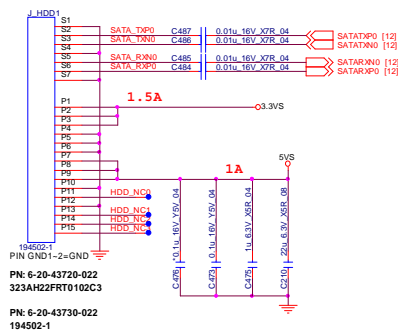 J_HDD1
S1
S2 SATA_TXP0 C487 0.01u_16V_X7R_04 SATATXP0 [12]
S3 SATA_TXN0 C486 0.01u_16V_X7R_04 SATATXN0 [12]
S4
S5 SATA_RXN0 C485 0.01u_16V_X7R_04 SATARXN0 [12]
S6 SATA_RXP0 C484 0.01u_16V_X7R_04 SATARXP0 [12]
S7
1.5A
P1 3.3VS
P2
P3
P4
P5
P6
P7 5VS
P8 1A
P9
P10
P11 HDD_NC0
P12
P13 HDD_NC1
P14
P15
C476 *0.1u_16V_Y5V_04
C473 0.1u_16V_Y5V_04
C475 1u_6.3V_X5R_04
C210 22u_6.3V_X5R_08
194502-1
PIN GND1~2=GND
PN: 6-20-43720-022
323AH22FRT0102C3
PN: 6-20-43730-022
194502-1